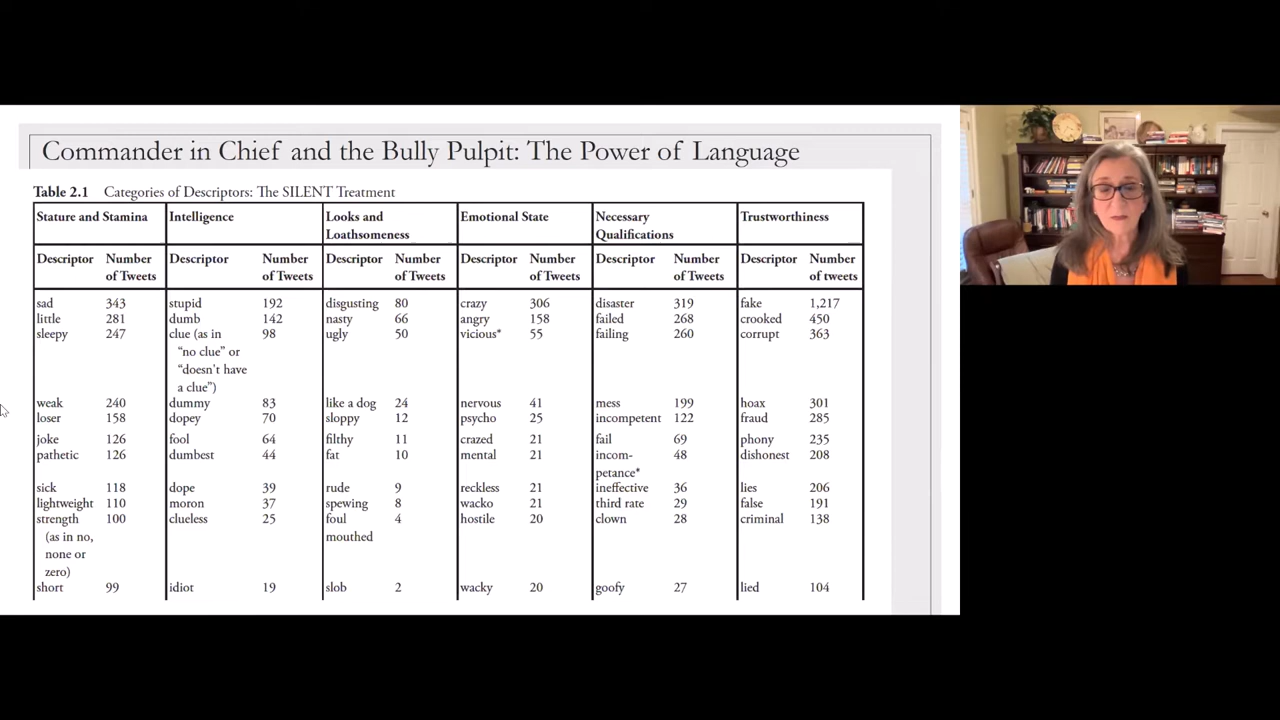 Commander in Chief and the Bully Pulpit: The Power of Language
Table 2.1 Categories of Descriptors: The SILENT Treatment
Stature and Stamina Intelligence Looks and Loathsomeness Emotional State Necessary Qualifications Trustworthiness
Descriptor Number of Tweets Descriptor Number of Tweets Descriptor Number of Tweets Descriptor Number of Tweets Descriptor Number of Tweets Descriptor Number of tweets
sad 343 stupid 192 disgusting 80 crazy 306 disaster 319 fake 1,217
little 281 dumb 142 nasty 66 angry 158 failed 268 crooked 450
sleepy 247 clue (as in "no clue" or "doesn't have a clue") 98 ugly 50 vicious* 55 failing 260 corrupt 363
weak 240 dummy 83 like a dog 24 nervous 41 mess 199 hoax 301
loser 158 dopey 70 sloppy 12 psycho 25 incompetent 122 fraud 285
joke 126 fool 64 filthy 11 crazed 21 fail 69 phony 235
pathetic 126 dumbest 44 fat 10 mental 21 incom-petance* 48 dishonest 208
sick 118 dope 39 rude 9 reckless 21 ineffective 36 lies 206
lightweight 110 moron 37 spewing 8 wacko 21 third rate 29 false 191
strength (as in no, none or zero) 100 clueless 25 foul mouthed 4 hostile 20 clown 28 criminal 138
short 99 idiot 19 slob 2 wacky 20 goofy 27 lied 104